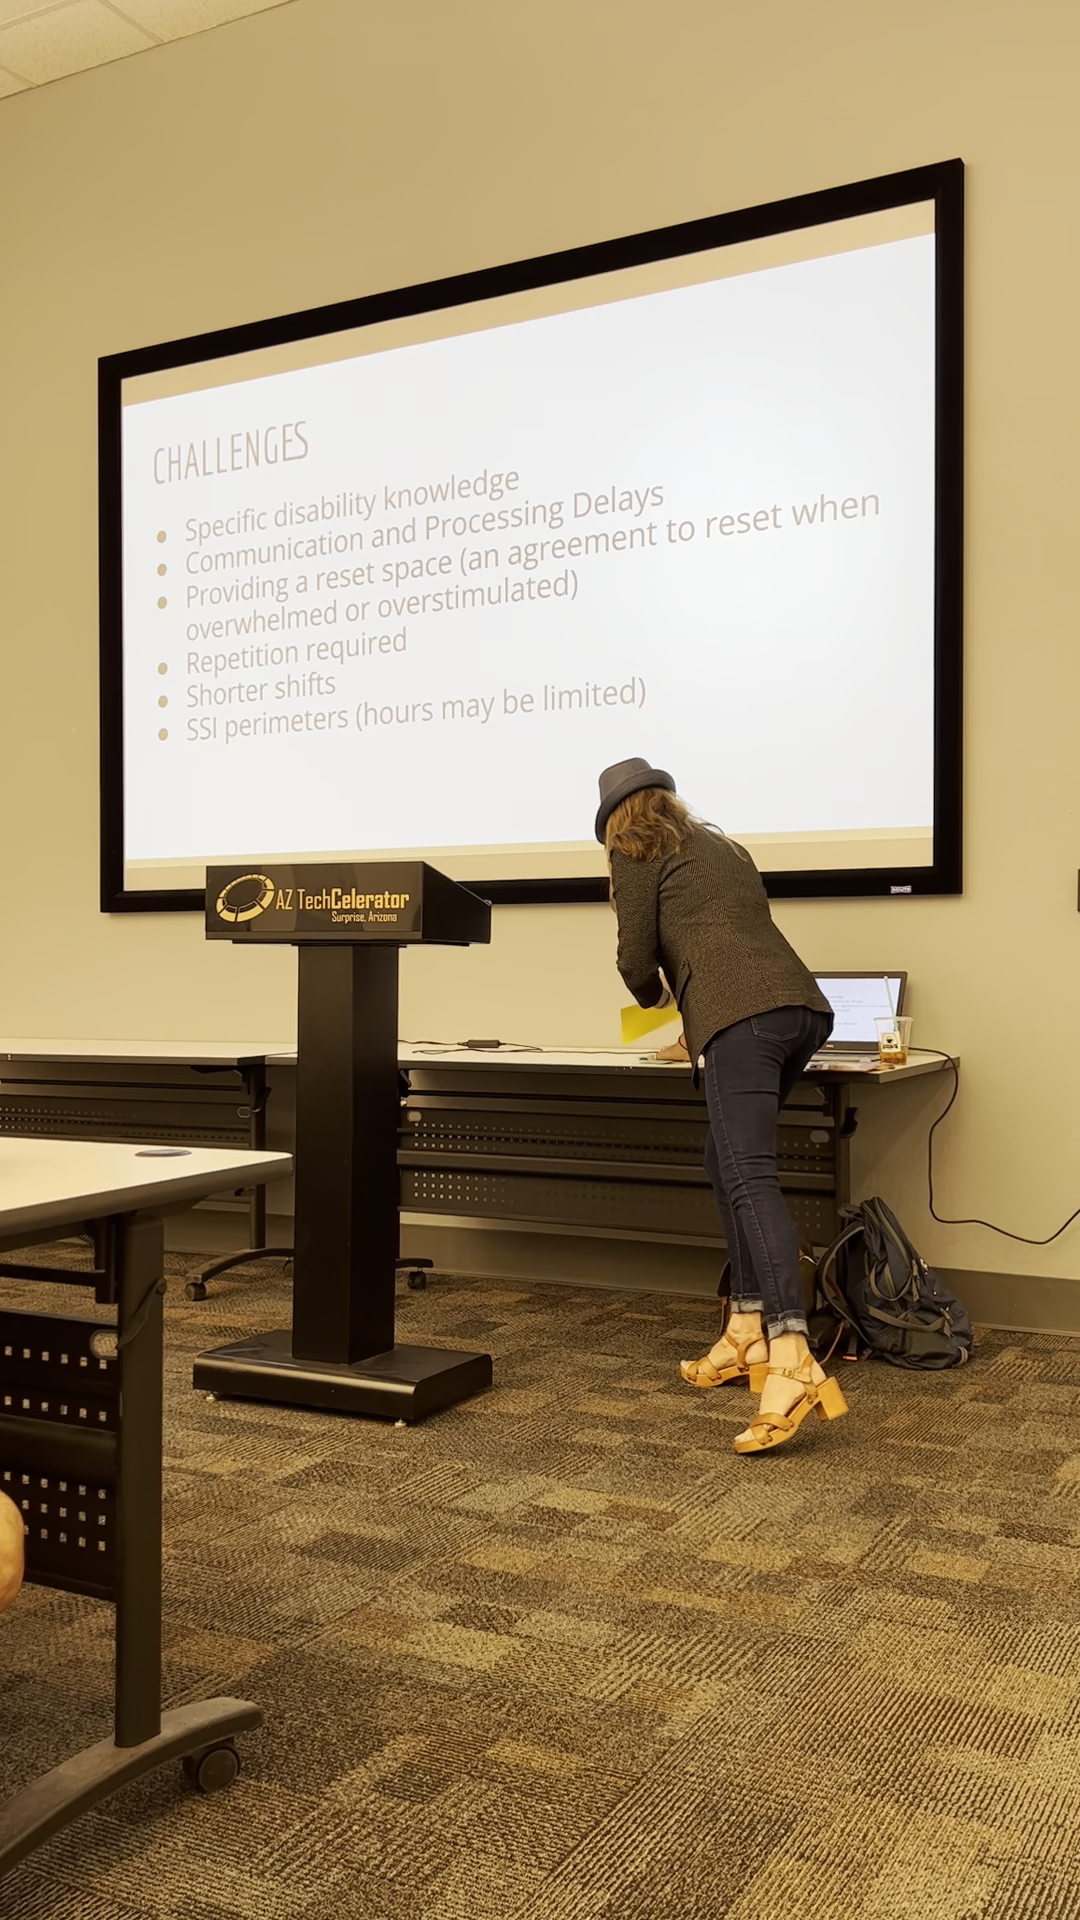 CHALLENGES
Specific disability knowledge
Communication and Processing Delays
Providing a reset space (an agreement to reset when
overwhelmed or overstimulated)
Repetition required
Shorter shifts
SSI perimeters (hours may be limited)
AZ TechCelerator
Surprise, Arizona